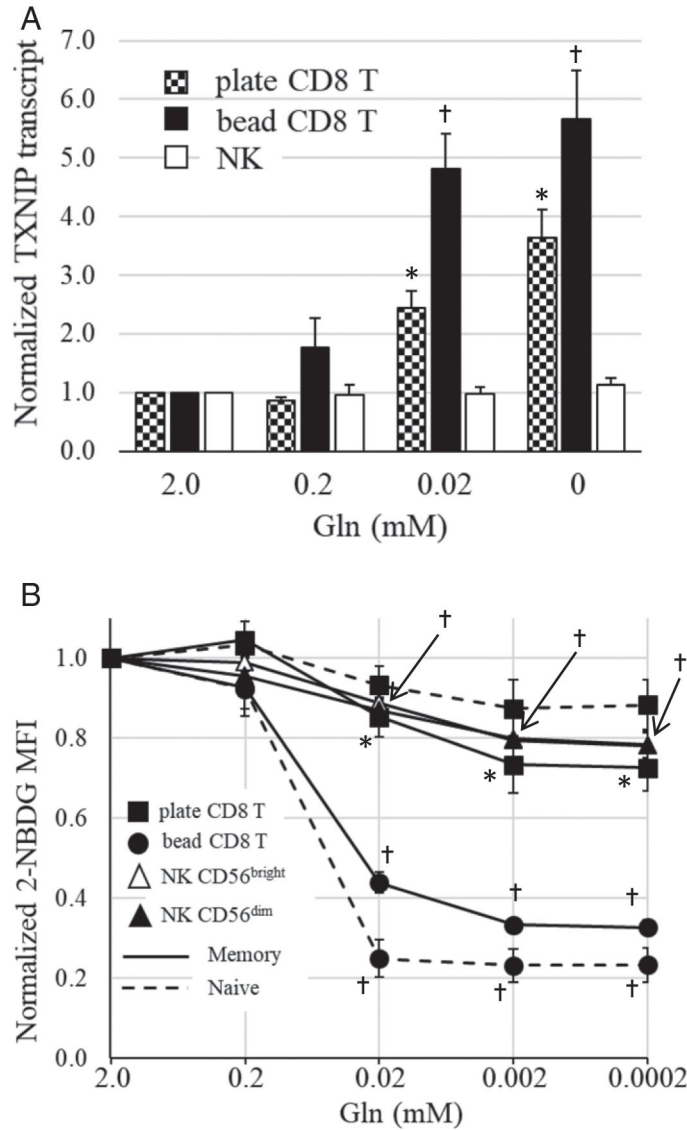 A
Normalized TXNIP transcript
7.0
6.0
5.0
4.0
3.0
2.0
1.0
0.0
plate CD8 T
bead CD8 T
NK
*
†
*
†
2.0 0.2 0.02 0
Gln (mM)
B
Normalized 2-NBDG MFI
1.0
0.8
0.6
0.4
0.2
0.0
†
†
†
*
*
*
plate CD8 T
bead CD8 T
NK CD56bright
NK CD56dim
Memory
Naive
†
†
†
†
†
†
2.0 0.2 0.02 0.002 0.0002
Gln (mM)